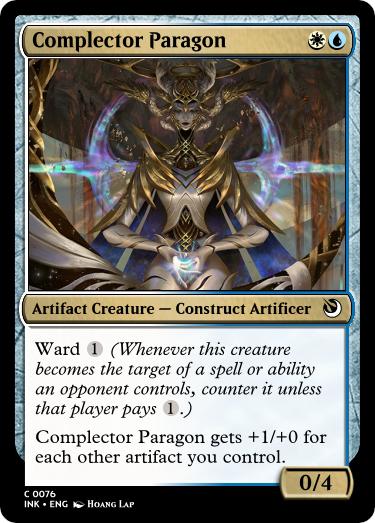 Complector Paragon
Artifact Creature — Construct Artificer
Ward 1 (Whenever this creature
becomes the target of a spell or ability
an opponent controls, counter it unless
that player pays 1.)
Complector Paragon gets +1/+0 for
each other artifact you control.
0/4
C 0076
INK • ENG Hoang Lap